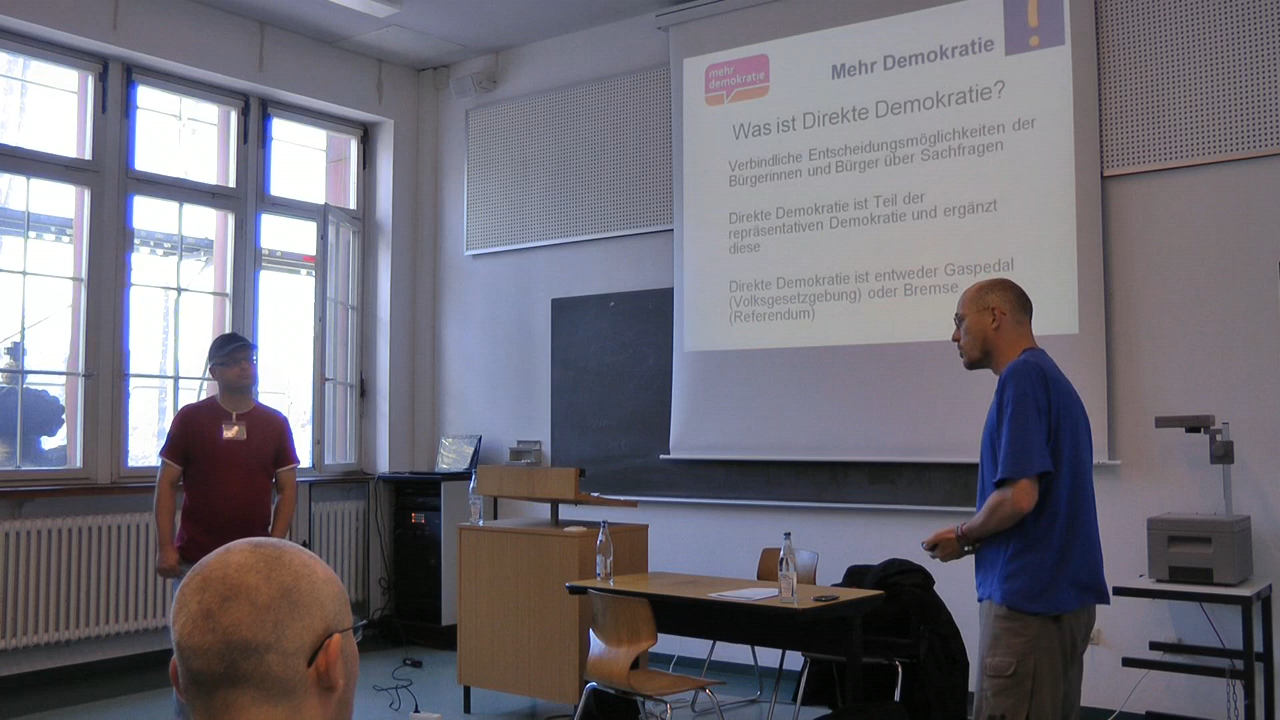 mehr
demokratie
!
Mehr Demokratie
Was ist Direkte Demokratie?
Verbindliche Entscheidungsmöglichkeiten der
Bürgerinnen und Bürger über Sachfragen
Direkte Demokratie ist Teil der
repräsentativen Demokratie und ergänzt
diese
Direkte Demokratie ist entweder Gaspedal
(Volksgesetzgebung) oder Bremse
(Referendum)